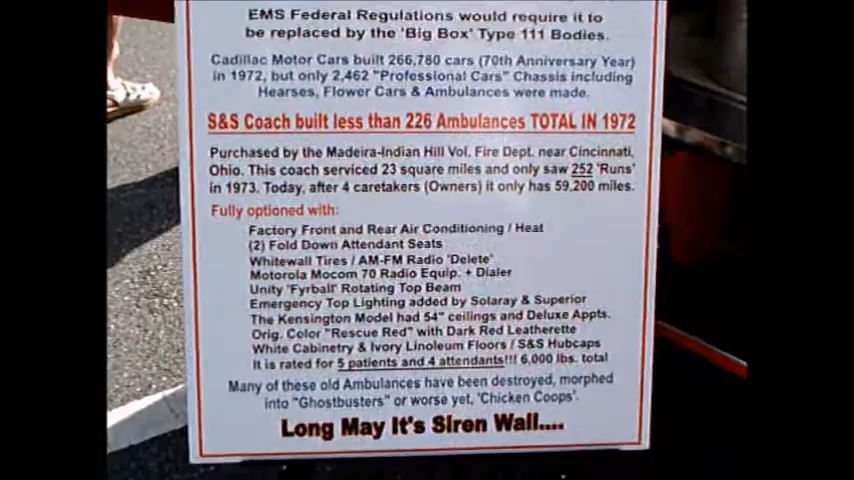 EMS Federal Regulations would require it to
be replaced by the 'Big Box' Type 111 Bodies.
Cadillac Motor Cars built 266,780 cars (70th Anniversary Year)
in 1972, but only 2,462 "Professional Cars" Chassis including
Hearses, Flower Cars & Ambulances were made.
S&S Coach built less than 226 Ambulances TOTAL in 1972
Purchased by the Madeira-Indian Hill Vol. Fire Dept. near Cincinnati,
Ohio. This coach serviced 23 square miles and only saw 252 'Runs'
in 1973. Today, after 4 caretakers (Owners) it only has 59,200 miles.
Fully optioned with:
Factory Front and Rear Air Conditioning / Heat
(2) Fold Down Attendant Seats
Whitewall Tires / AM-FM Radio 'Delete'
Motorola Mocom 70 Radio Equip. + Dialer
Unity 'Fyrball' Rotating Top Beam
Emergency Top Lighting added by Solaray & Superior
The Kensington Model had 54" ceilings and Deluxe Appts.
Orig. Color "Rescue Red" with Dark Red Leatherette
White Cabinetry & Ivory Linoleum Floors / S&S Hubcaps
It is rated for 5 patients and 4 attendants!!! 6,000 lbs. total
Many of these old Ambulances have been destroyed, morphed
into "Ghostbusters" or worse yet, 'Chicken Coops'.
Long May It's Siren Wail....